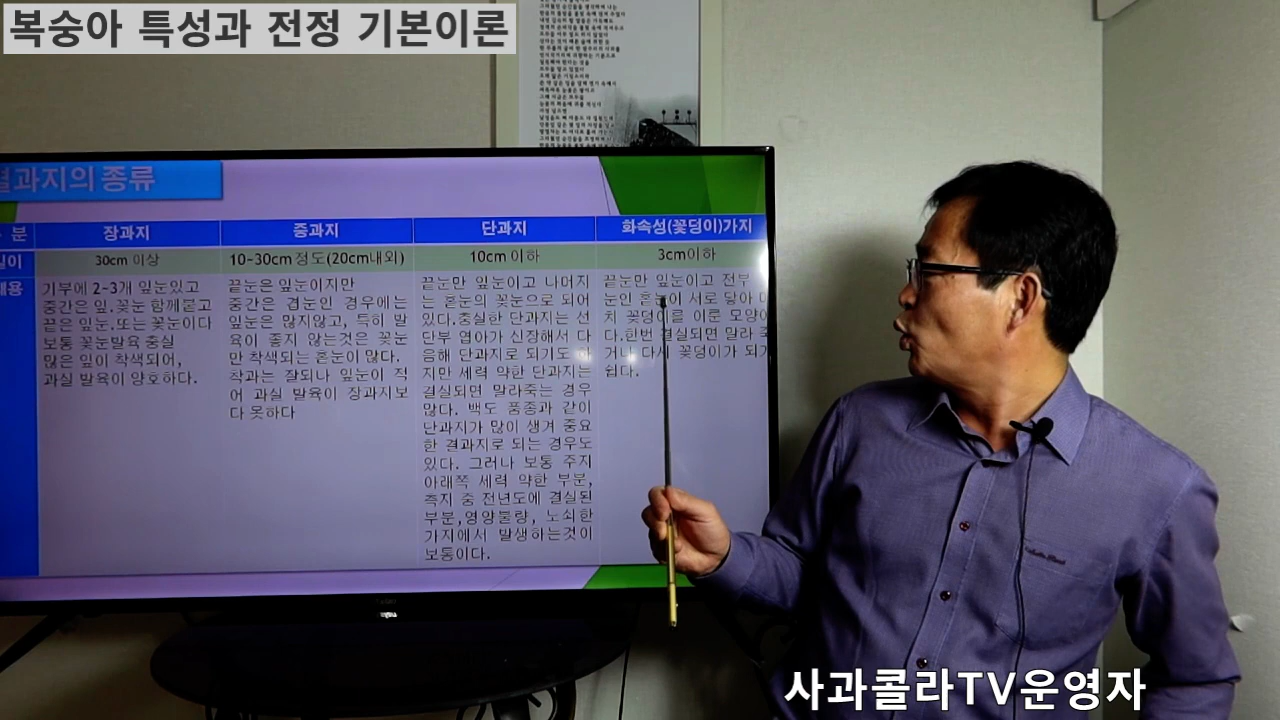 복숭아 특성과 전정 기본이론
결과지의 종류
분 장과지 중과지 단과지 화속성(꽃덩이)가지
길이 30cm 이상 10-30cm 정도(20cm내외) 10cm 이하 3cm이하
내용
기부에 2~3개 잎눈있고
중간은 잎.꽃눈 함께붙고
끝은 잎눈.또는 꽃눈이다
보통 꽃눈발육 충실
많은 잎이 착색되어,
과실 발육이 양호하다.
끝눈은 잎눈이지만
중간은 겹눈인 경우에는
잎눈은 많지않고, 특히 발
육이 좋지 않는것은 꽃눈
만 착색되는 흔눈이 많다.
착과는 잘되나 잎눈이 적
어 과실 발육이 장과지보
다 못하다
끝눈만 잎눈이고 나머지
는 흔눈의 꽃눈으로 되어
있다.충실한 단과지는 선
단부 엽아가 신장해서 다
음해 단과지로 되기도 하
지만 세력 약한 단과지는
결실되면 말라죽는 경우
많다. 백도 품종과 같이
단과지가 많이 생겨 중요
한 결과지로 되는 경우도
있다. 그러나 보통 주지
아래쪽 세력 약한 부분,
측지 중 전년도에 결실된
부분,영양불량, 노쇠한
가지에서 발생하는것이
보통이다.
끝눈만 잎눈이고 전부
눈인 흔눈이 서로 닿아 마
치 꽃덩이를 이룬 모양이
다.한번 결실되면 말라 죽
거나 다시 꽃덩이가 되기
쉽다.
사과콜라TV운영자